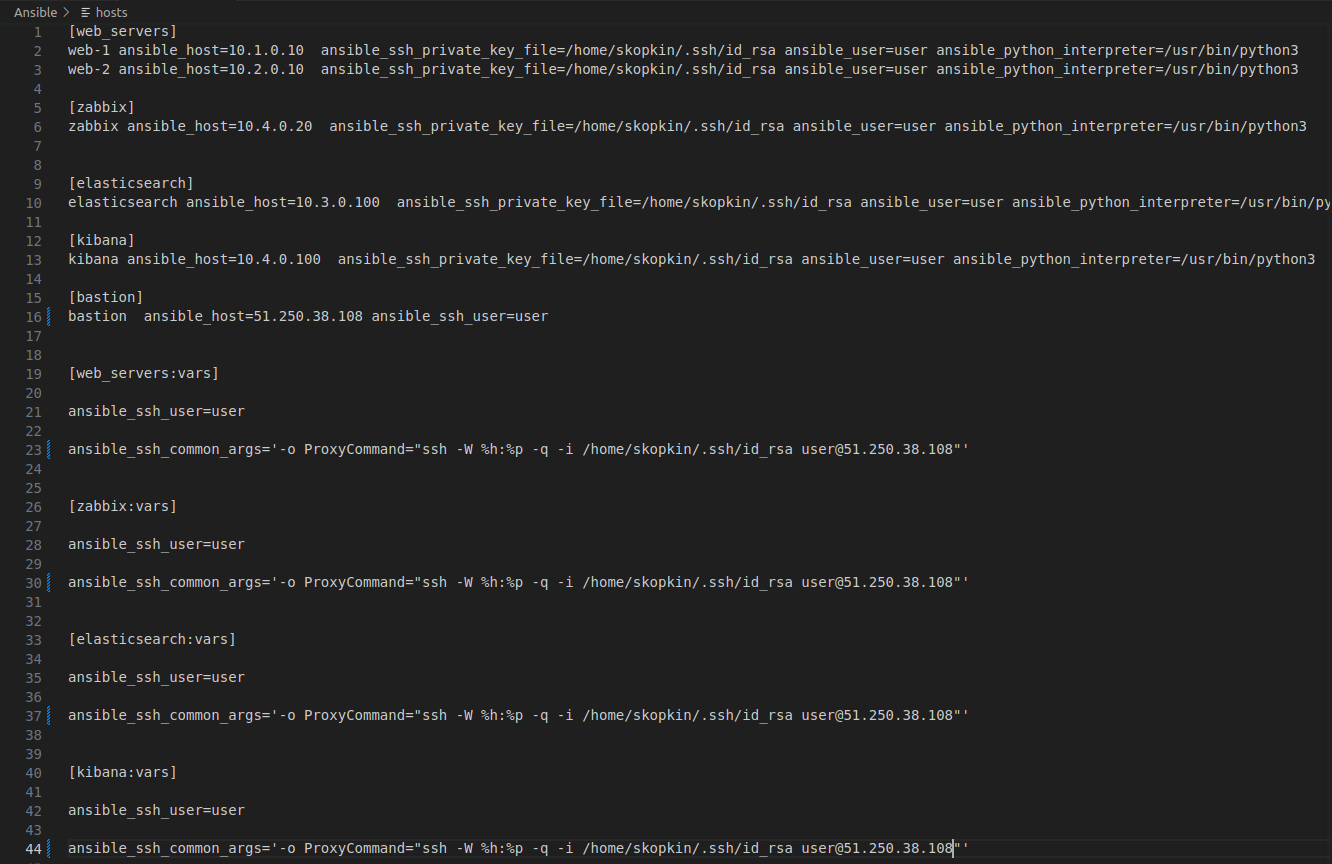 Ansible > hosts
1 [web_servers]
2 web-1 ansible_host=10.1.0.10  ansible_ssh_private_key_file=/home/skopkin/.ssh/id_rsa ansible_user=user ansible_python_interpreter=/usr/bin/python3
3 web-2 ansible_host=10.2.0.10  ansible_ssh_private_key_file=/home/skopkin/.ssh/id_rsa ansible_user=user ansible_python_interpreter=/usr/bin/python3
4
5 [zabbix]
6 zabbix ansible_host=10.4.0.20  ansible_ssh_private_key_file=/home/skopkin/.ssh/id_rsa ansible_user=user ansible_python_interpreter=/usr/bin/python3
7
8
9 [elasticsearch]
10 elasticsearch ansible_host=10.3.0.100  ansible_ssh_private_key_file=/home/skopkin/.ssh/id_rsa ansible_user=user ansible_python_interpreter=/usr/bin/py
11
12 [kibana]
13 kibana ansible_host=10.4.0.100  ansible_ssh_private_key_file=/home/skopkin/.ssh/id_rsa ansible_user=user ansible_python_interpreter=/usr/bin/python3
14
15 [bastion]
16 bastion  ansible_host=51.250.38.108 ansible_ssh_user=user
17
18
19 [web_servers:vars]
20
21 ansible_ssh_user=user
22
23 ansible_ssh_common_args='-o ProxyCommand="ssh -W %h:%p -q -i /home/skopkin/.ssh/id_rsa user@51.250.38.108"'
24
25
26 [zabbix:vars]
27
28 ansible_ssh_user=user
29
30 ansible_ssh_common_args='-o ProxyCommand="ssh -W %h:%p -q -i /home/skopkin/.ssh/id_rsa user@51.250.38.108"'
31
32
33 [elasticsearch:vars]
34
35 ansible_ssh_user=user
36
37 ansible_ssh_common_args='-o ProxyCommand="ssh -W %h:%p -q -i /home/skopkin/.ssh/id_rsa user@51.250.38.108"'
38
39
40 [kibana:vars]
41
42 ansible_ssh_user=user
43
44 ansible_ssh_common_args='-o ProxyCommand="ssh -W %h:%p -q -i /home/skopkin/.ssh/id_rsa user@51.250.38.108"'